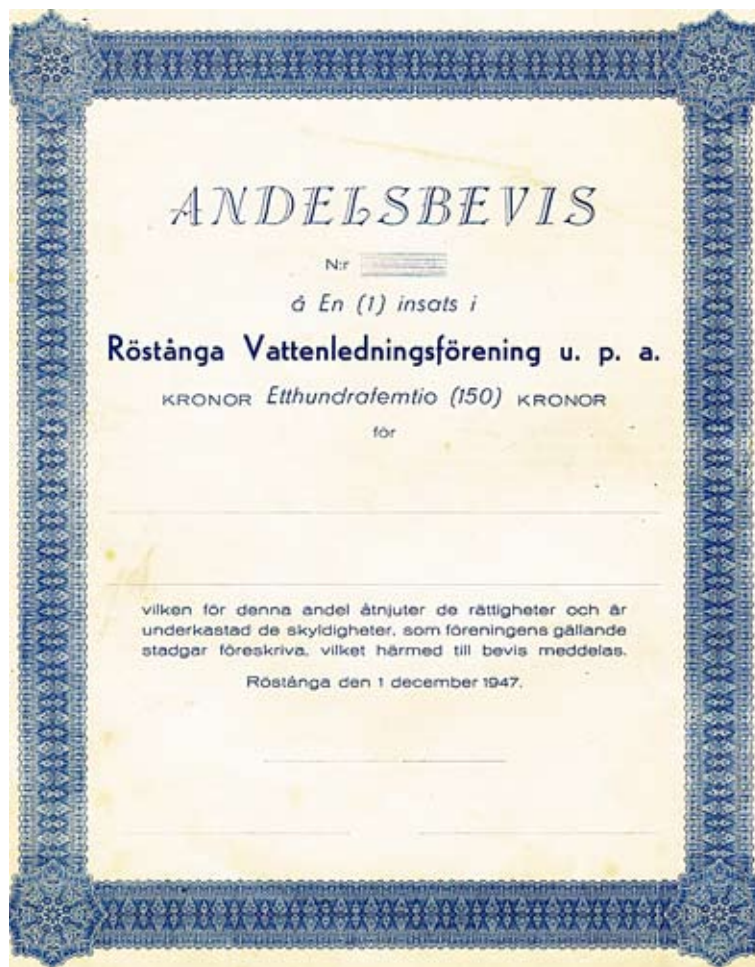 ANDELSBEVIS
N:r
å En (1) insats i
Röstånga Vattenledningsförening u. p. a.
KRONOR Etthundrafemtio (150) KRONOR
för
vilken för denna andel åtnjuter de rättigheter och är
underkastad de skyldigheter, som föreningens gällande
stadgar föreskriva, vilket härmed till bevis meddelas.
Röstånga den 1 december 1947.